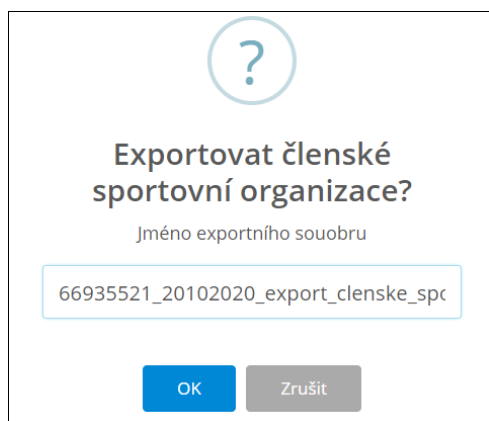 ?
Exportovat členské
sportovní organizace?
Jméno exportního souobru
66935521_20102020_export_clenske_spo
OK
Zrušit